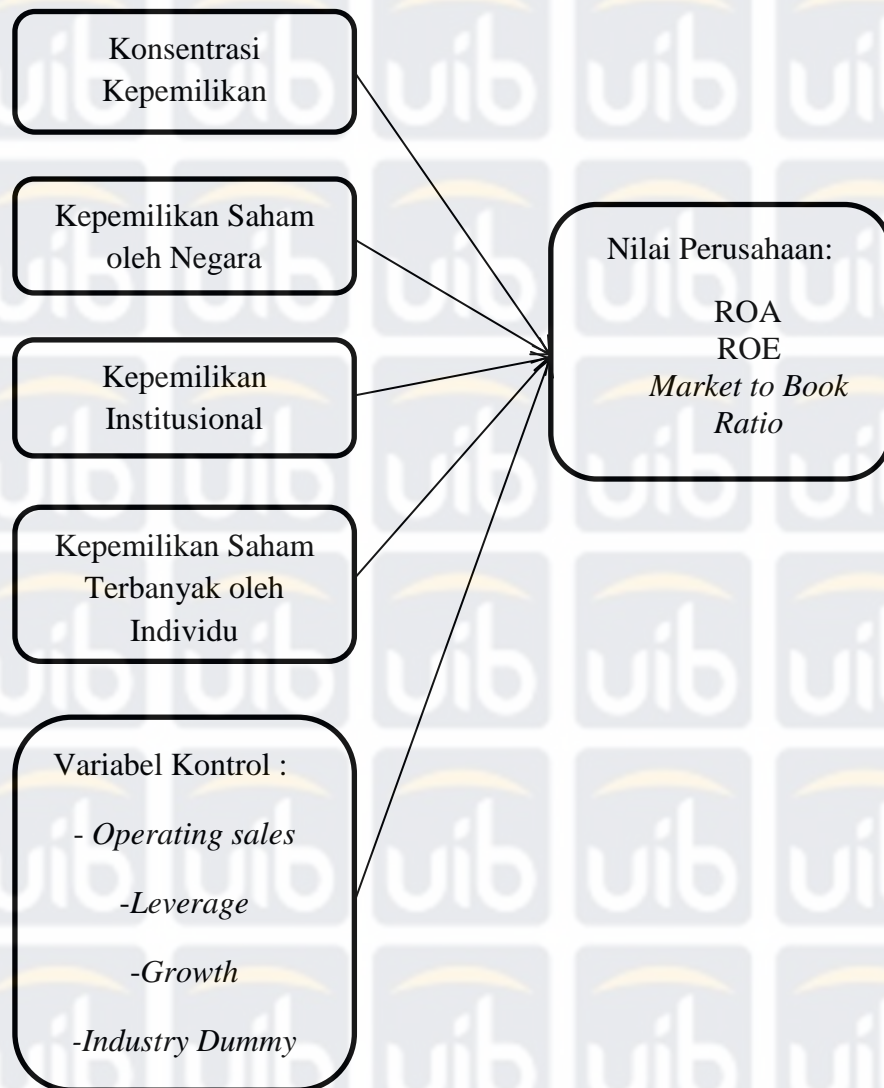 Konsentrasi
Kepemilikan
Kepemilikan Saham
oleh Negara
Kepemilikan
Institusional
Kepemilikan Saham
Terbanyak oleh
Individu
Variabel Kontrol :
- Operating sales
-Leverage
-Growth
-Industry Dummy
Nilai Perusahaan:
ROA
ROE
Market to Book
Ratio